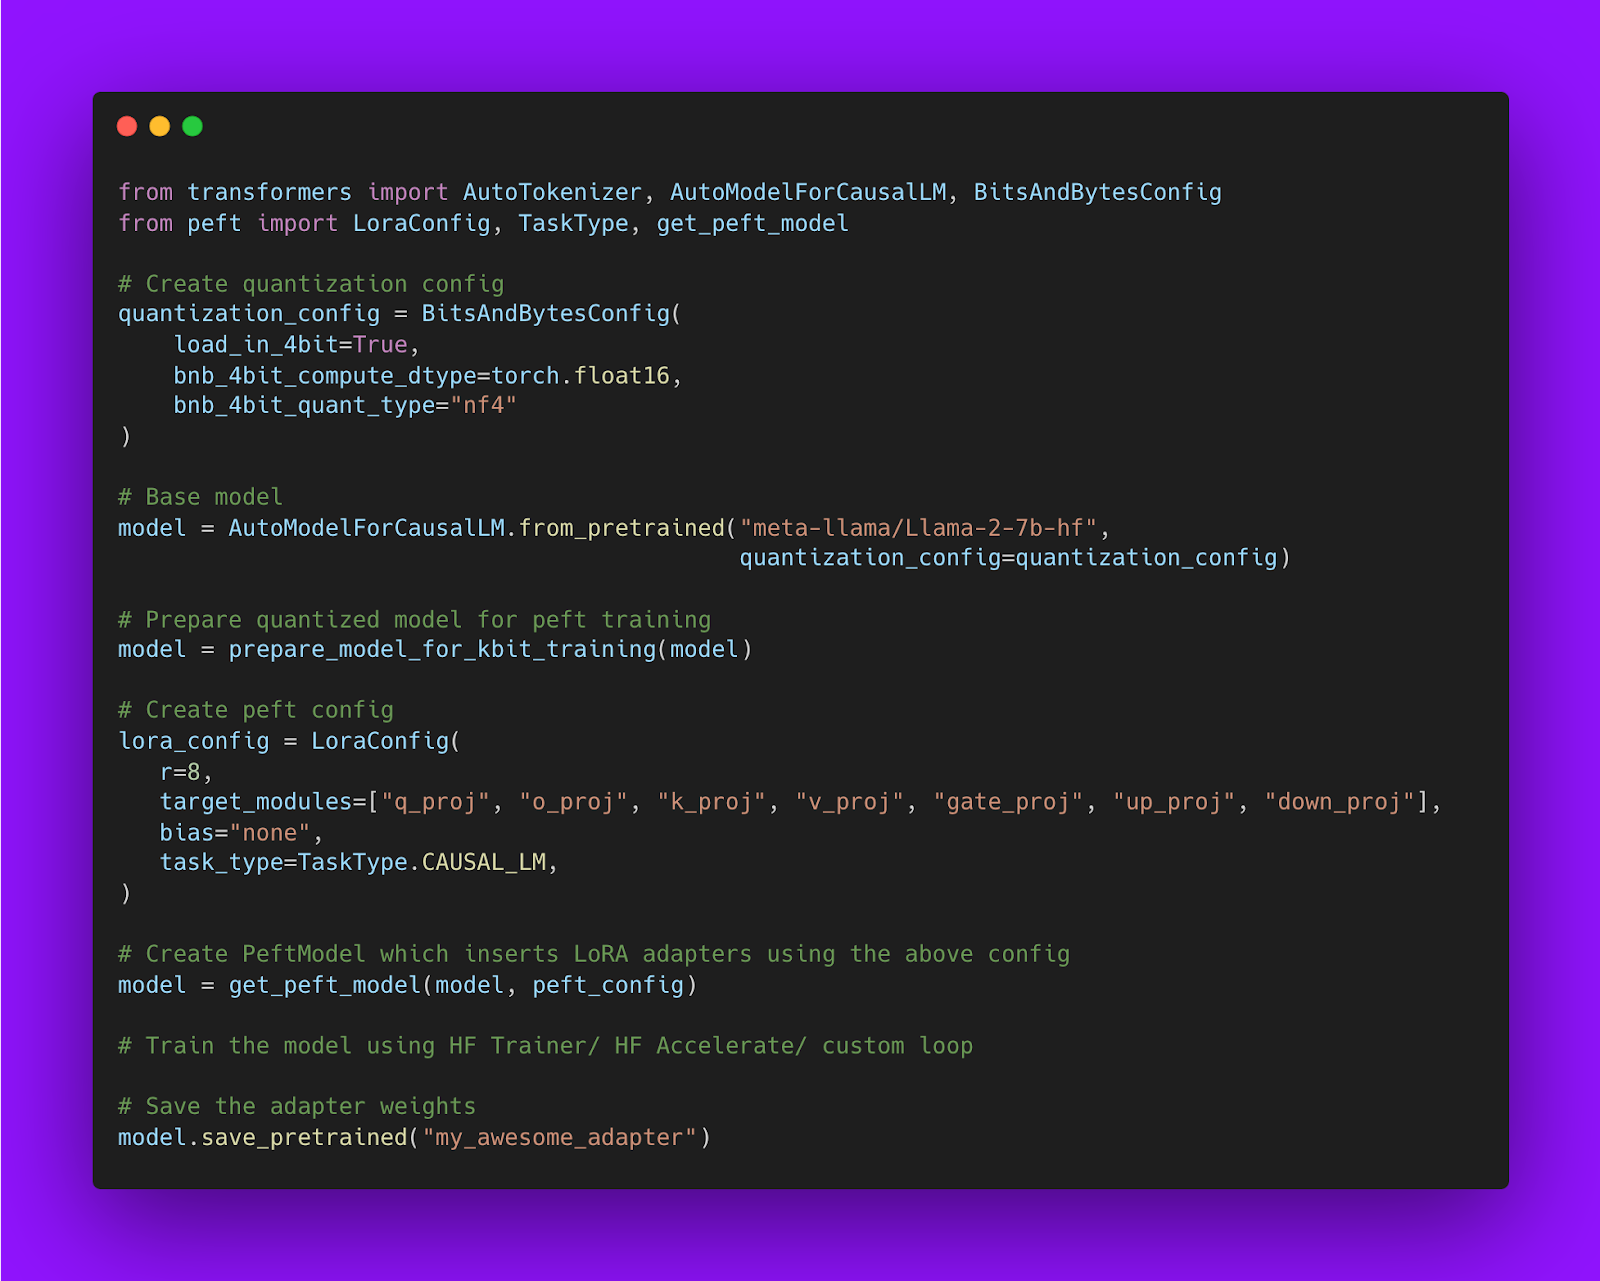 from transformers import AutoTokenizer, AutoModelForCausalLM, BitsAndBytesConfig
from peft import LoraConfig, TaskType, get_peft_model
# Create quantization config
quantization_config = BitsAndBytesConfig(
    load_in_4bit=True,
    bnb_4bit_compute_dtype=torch.float16,
    bnb_4bit_quant_type="nf4"
)
# Base model
model = AutoModelForCausalLM.from_pretrained("meta-llama/Llama-2-7b-hf",
                                             quantization_config=quantization_config)
# Prepare quantized model for peft training
model = prepare_model_for_kbit_training(model)
# Create peft config
lora_config = LoraConfig(
   r=8,
   target_modules=["q_proj", "o_proj", "k_proj", "v_proj", "gate_proj", "up_proj", "down_proj"],
   bias="none",
   task_type=TaskType.CAUSAL_LM,
)
# Create PeftModel which inserts LoRA adapters using the above config
model = get_peft_model(model, peft_config)
# Train the model using HF Trainer/ HF Accelerate/ custom loop
# Save the adapter weights
model.save_pretrained("my_awesome_adapter")